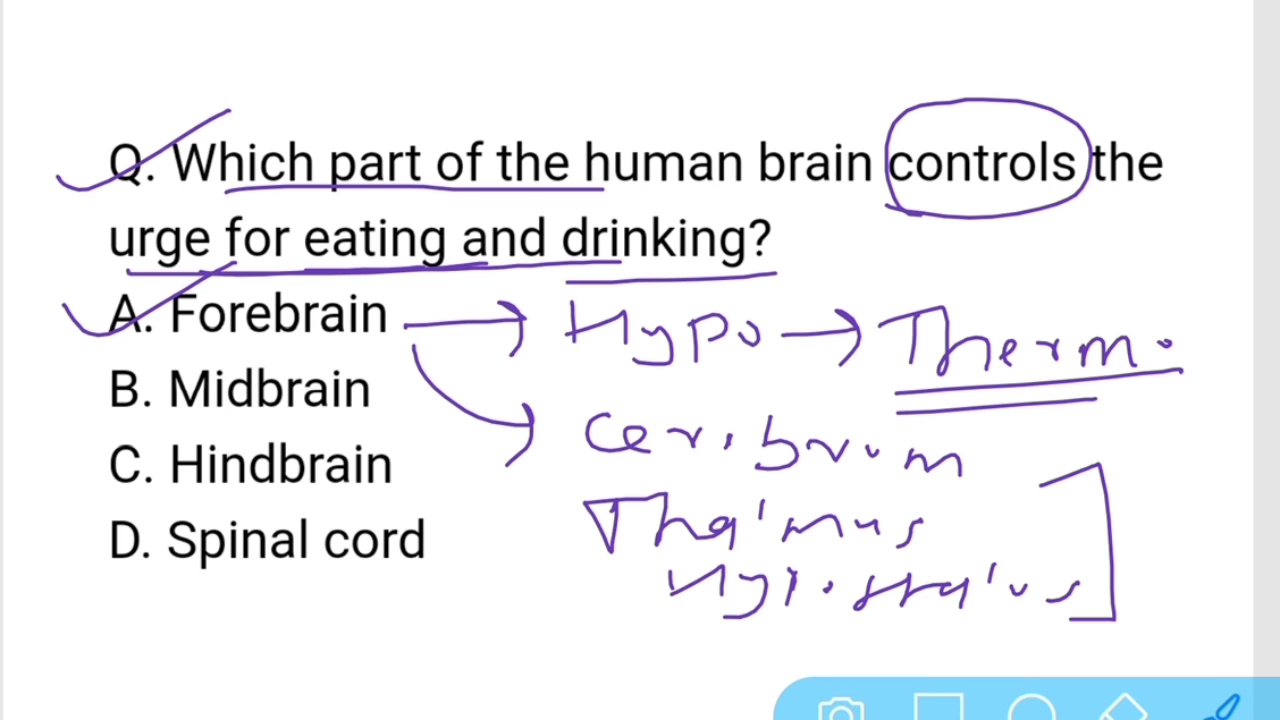 Q. Which part of the human brain controls the
urge for eating and drinking?
A. Forebrain → Hypo → Therm.
B. Midbrain
Cerebrum
C. Hindbrain
Thalmus
D. Spinal cord